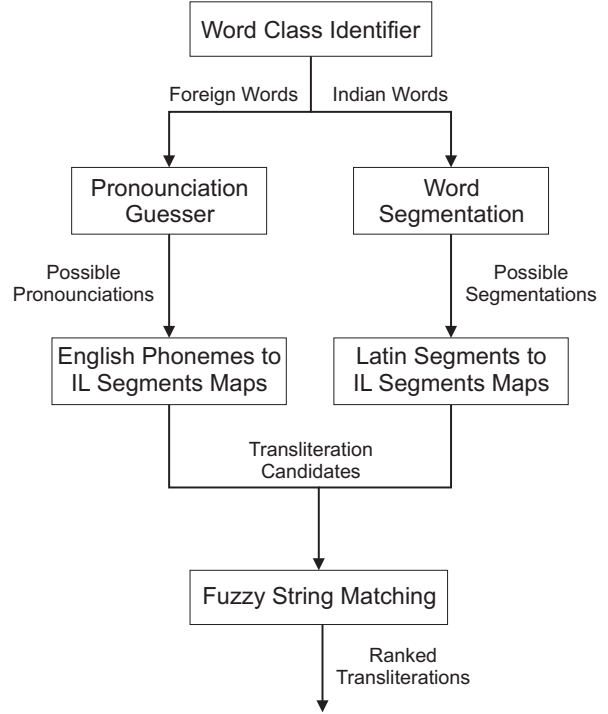 Word Class Identifier
Foreign Words
Indian Words
Pronounciation
Guesser
Word
Segmentation
Possible
Pronounciations
Possible
Segmentations
English Phonemes to
IL Segments Maps
Latin Segments to
IL Segments Maps
Transliteration
Candidates
Fuzzy String Matching
Ranked
Transliterations